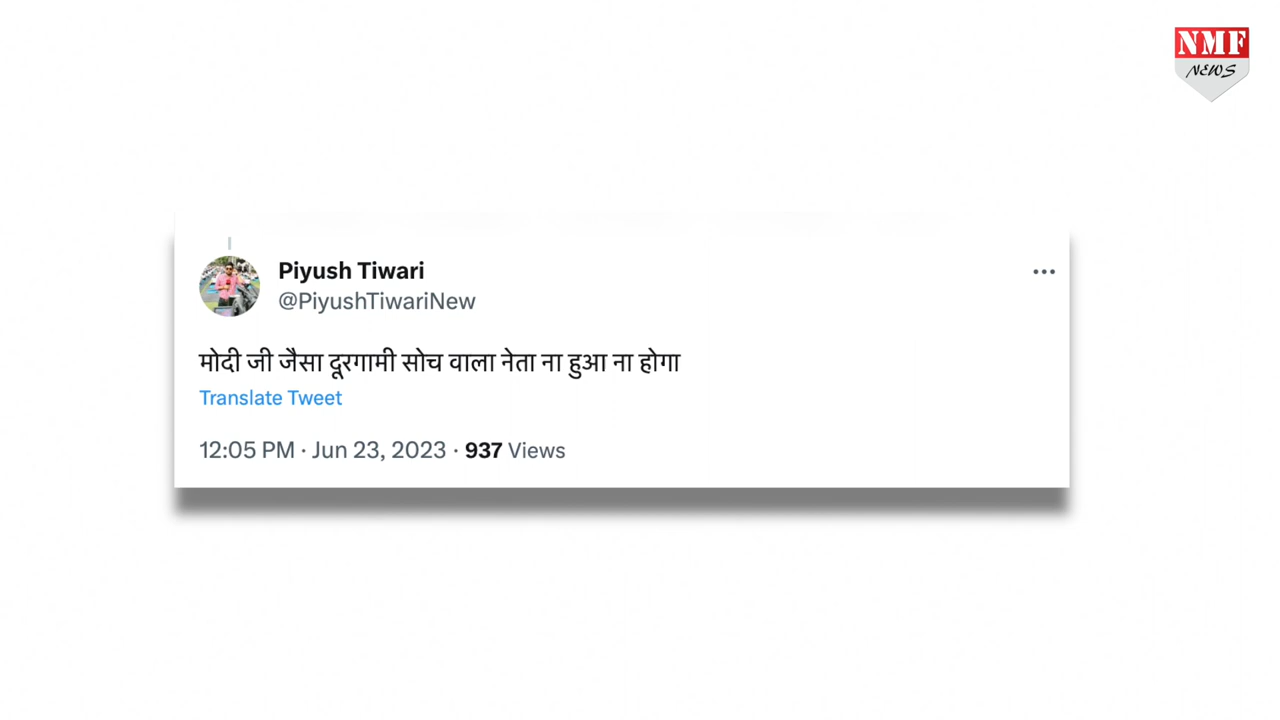 NMF
NEWS
Piyush Tiwari
@PiyushTiwariNew
मोदी जी जैसा दूरगामी सोच वाला नेता ना हुआ ना होगा
Translate Tweet
12:05 PM · Jun 23, 2023 · 937 Views